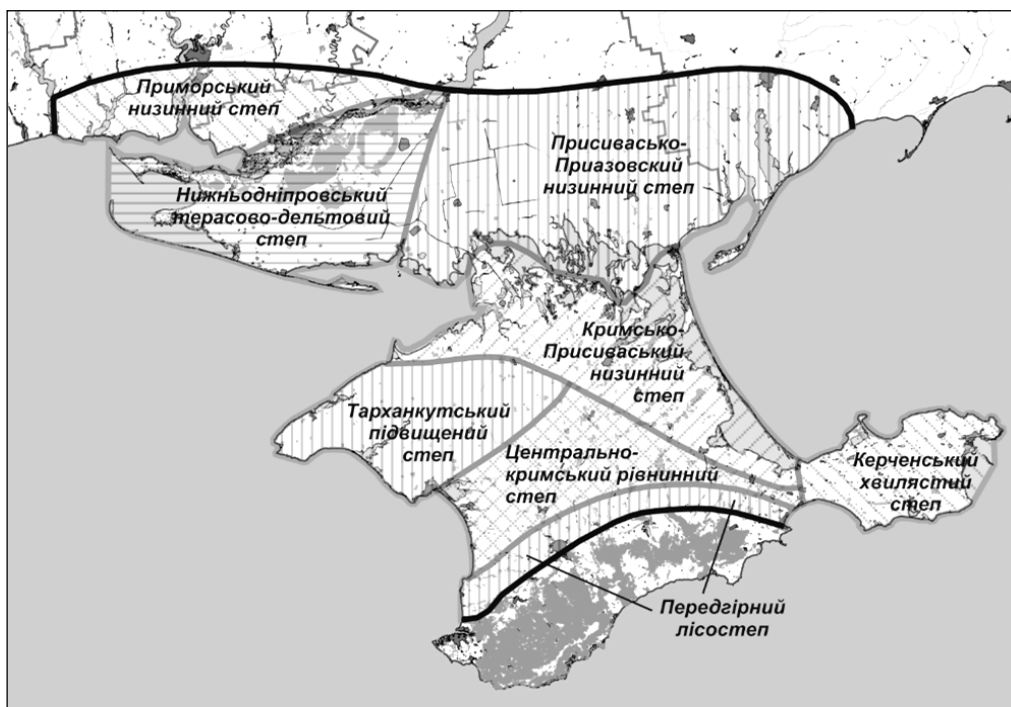 Приморський
низинний степ
Присивасько-
Приазовский
низинний степ
Нижньодніпровський
терасово-дельтовий
степ
Кримсько-
Присиваський
низинний
степ
Тарханкутський
підвищений
степ
Центрально-
кримський рівнинний
степ
Керченський
хвилястий
степ
Передгірний
лісостеп